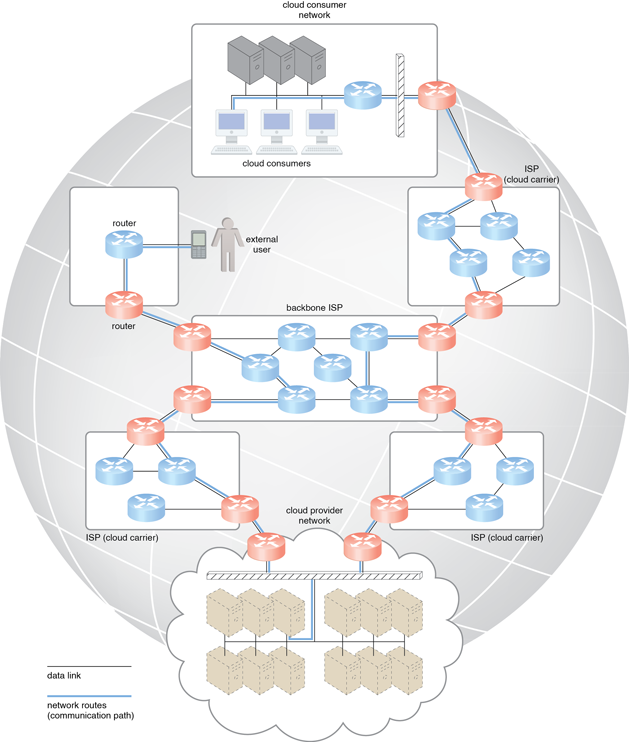 cloud consumer
network
cloud consumers
ISP
(cloud carrier)
router
external
user
router
backbone ISP
cloud provider
network
ISP (cloud carrier)
ISP (cloud carrier)
data link
network routes
(communication path)